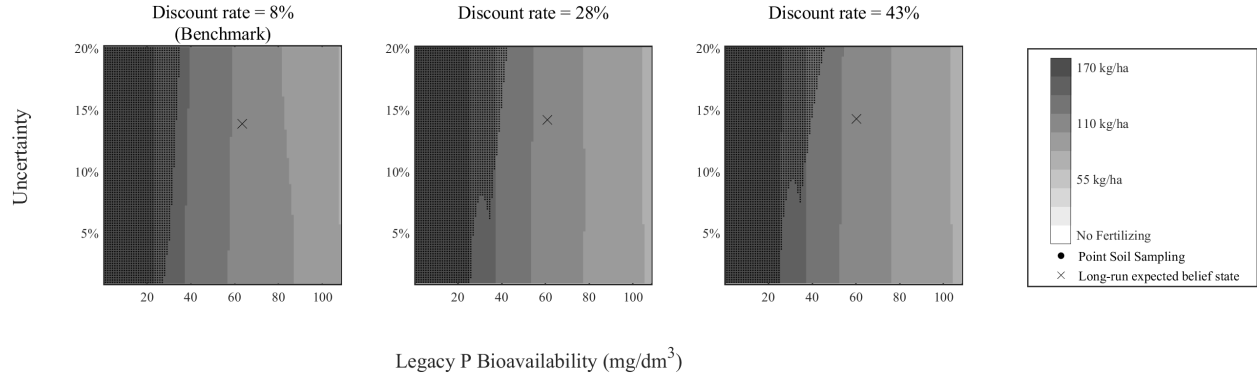 Discount rate = 8%
(Benchmark)
Discount rate = 28%
Discount rate = 43%
Uncertainty
20%
15%
10%
5%
20 40 60 80 100
20%
15%
10%
5%
20 40 60 80 100
20%
15%
10%
5%
20 40 60 80 100
Legacy P Bioavailability (mg/dm³)
170 kg/ha
110 kg/ha
55 kg/ha
No Fertilizing
Point Soil Sampling
Long-run expected belief state